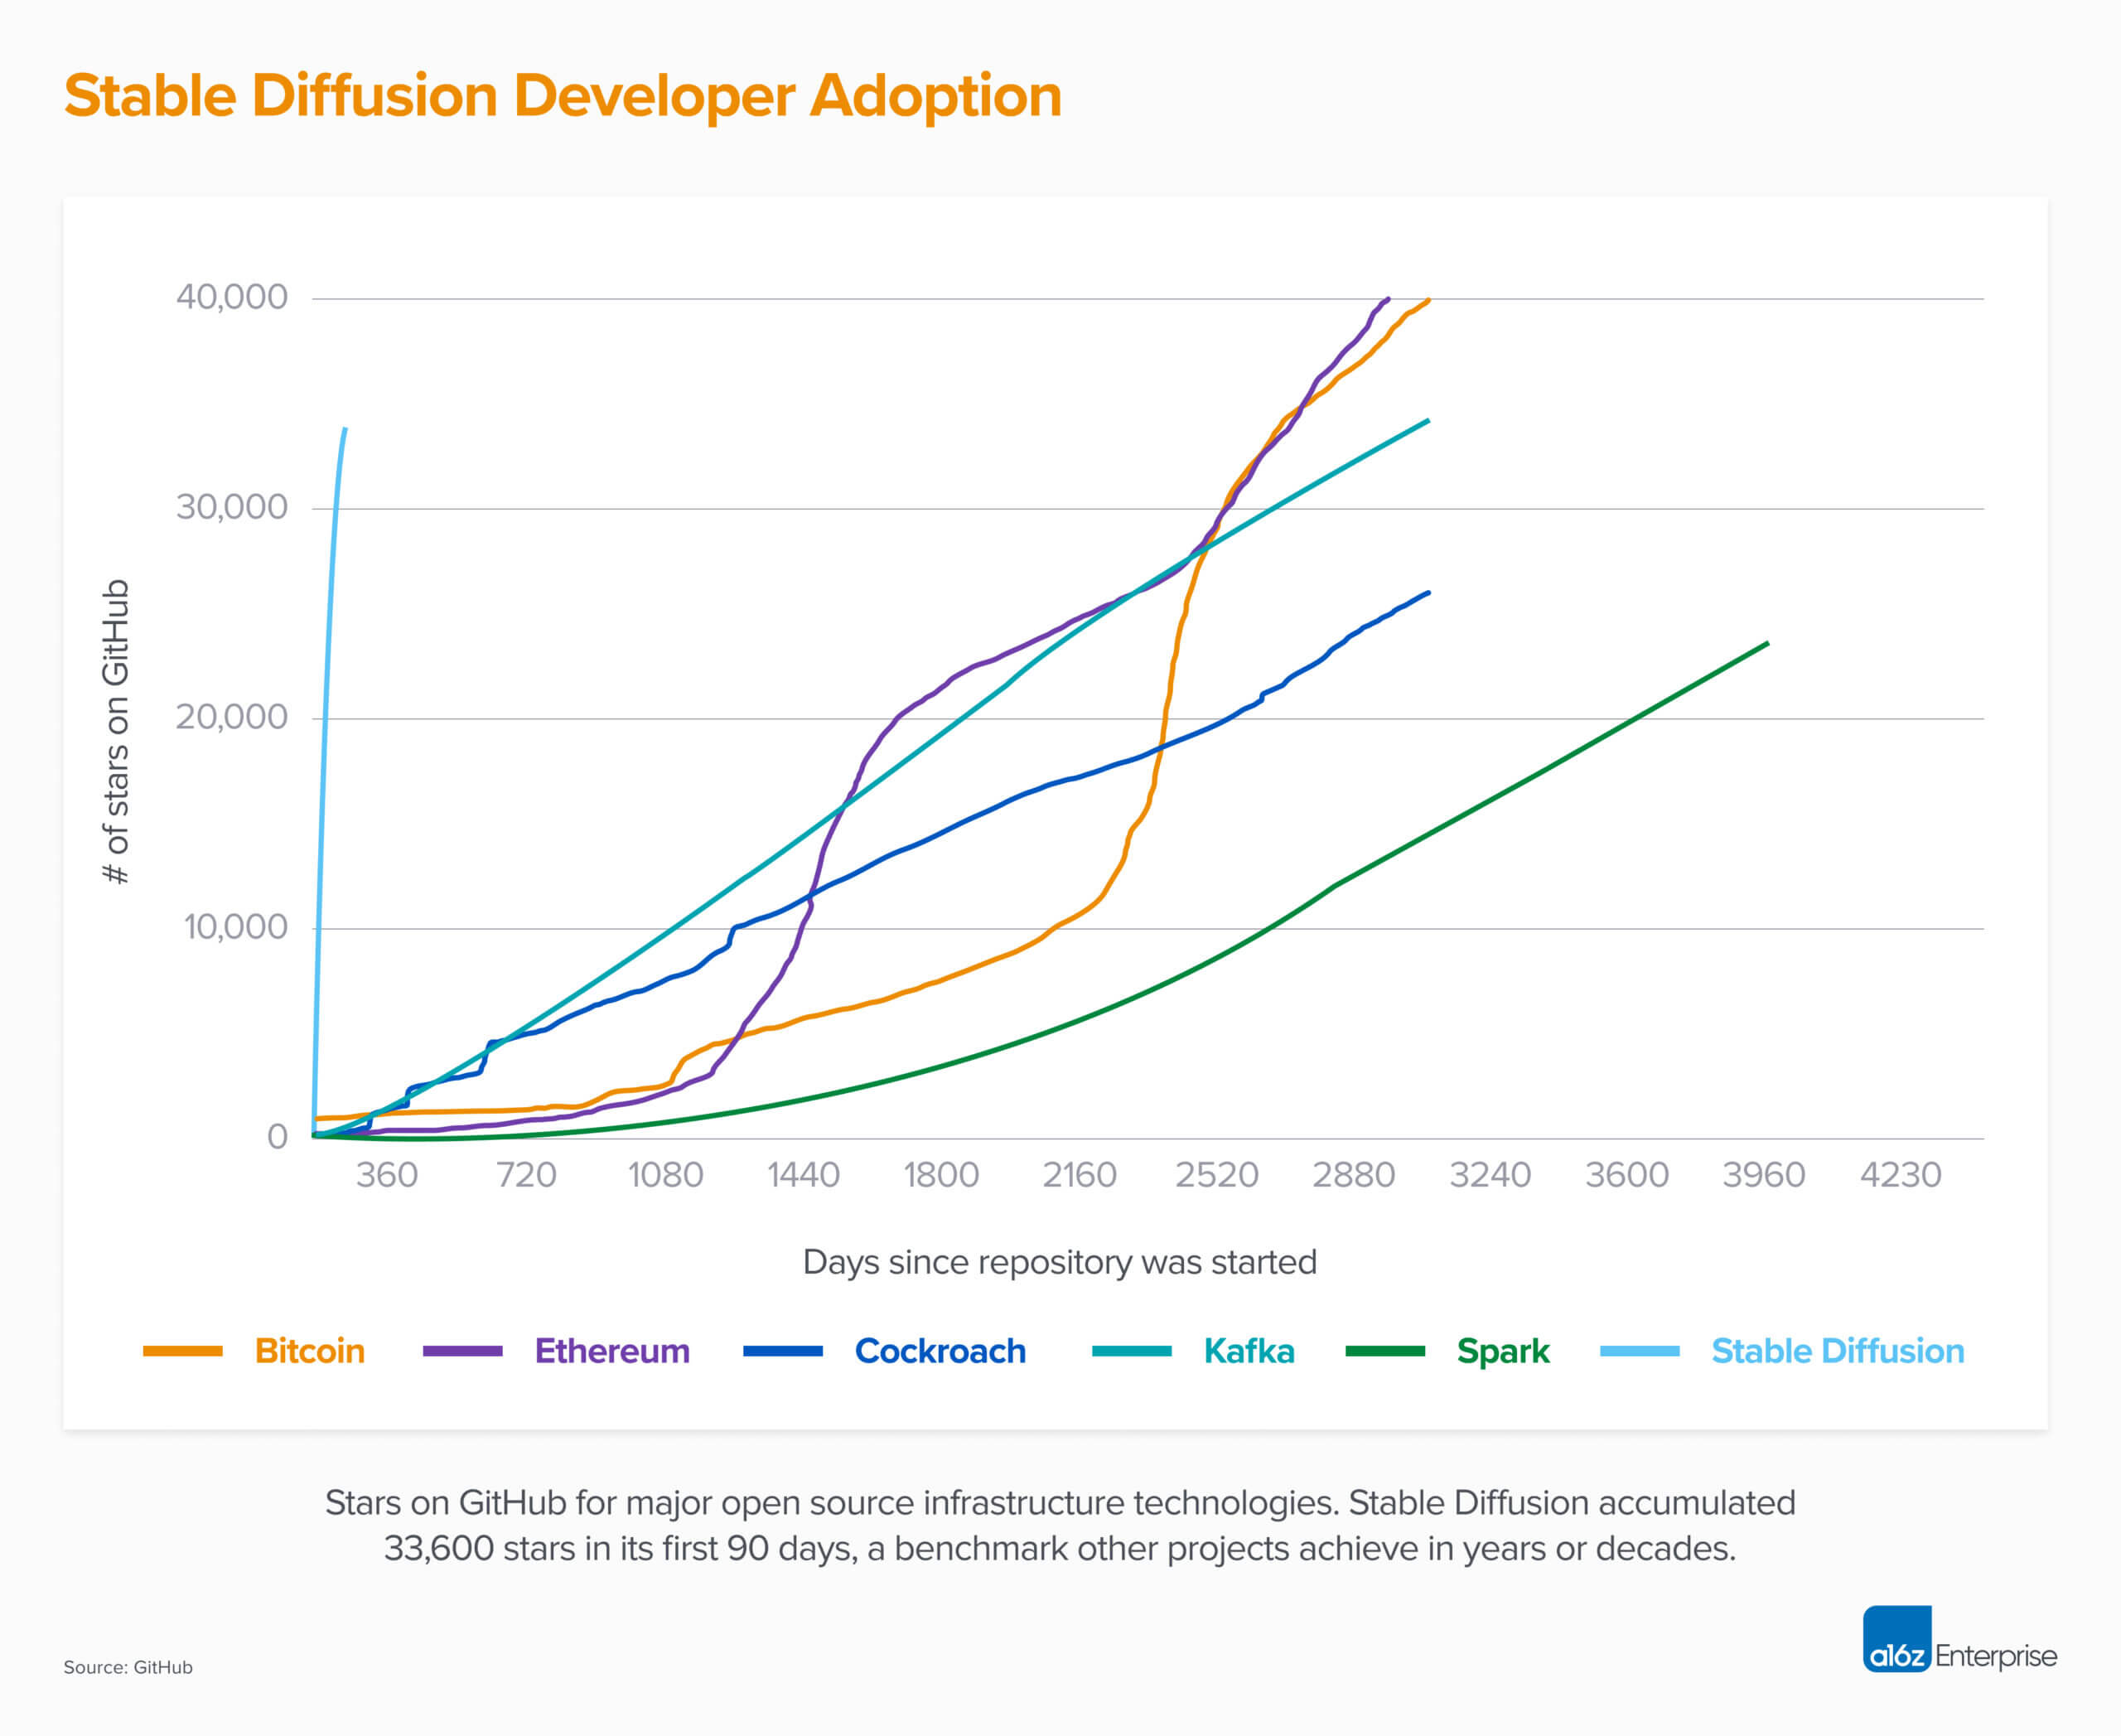 Stable Diffusion Developer Adoption
40,000
30,000
20,000
10,000
0
# of stars on GitHub
360 720 1080 1440 1800 2160 2520 2880 3240 3600 3960 4230
Days since repository was started
Bitcoin Ethereum Cockroach Kafka Spark Stable Diffusion
Stars on GitHub for major open source infrastructure technologies. Stable Diffusion accumulated
33,600 stars in its first 90 days, a benchmark other projects achieve in years or decades.
Source: GitHub
a16z Enterprise